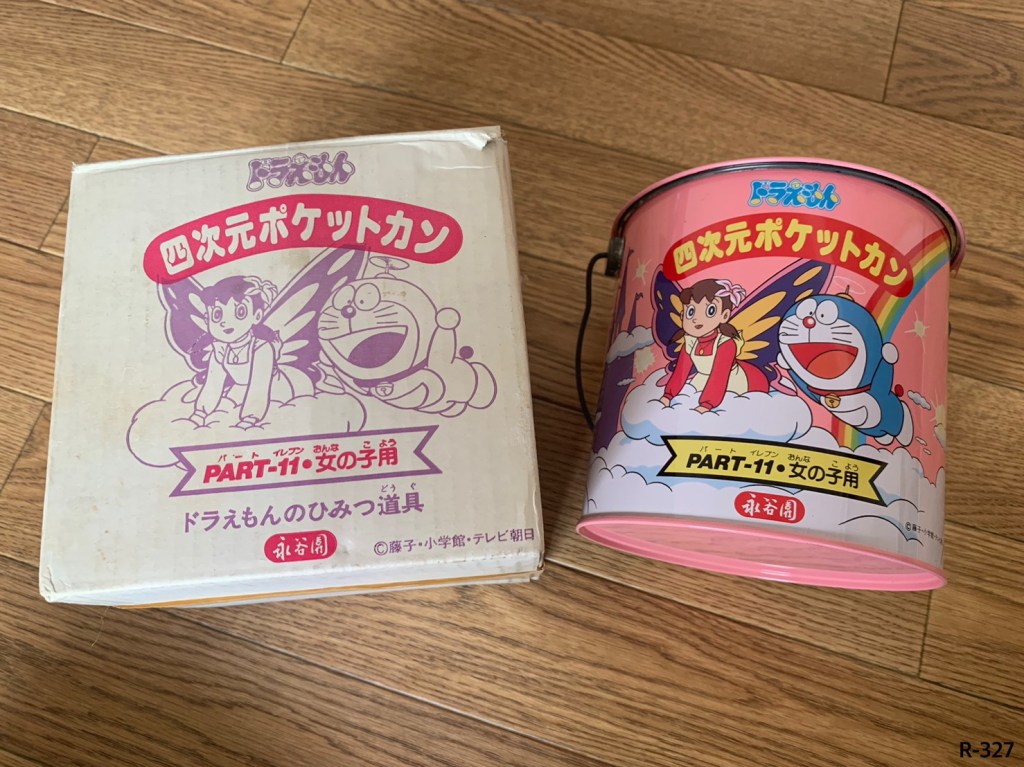 ドラえもん
四次元ポケットカン
パート イレブン おんな こ よう
PART-11・女の子用
どうぐ
ドラえもんのひみつ道具
永谷園
©藤子・小学館・テレビ朝日
ドラえもん
四次元ポケットカン
パート イレブン おんな こ よう
PART-11・女の子用
永谷園
©藤子・小学館・
R-327